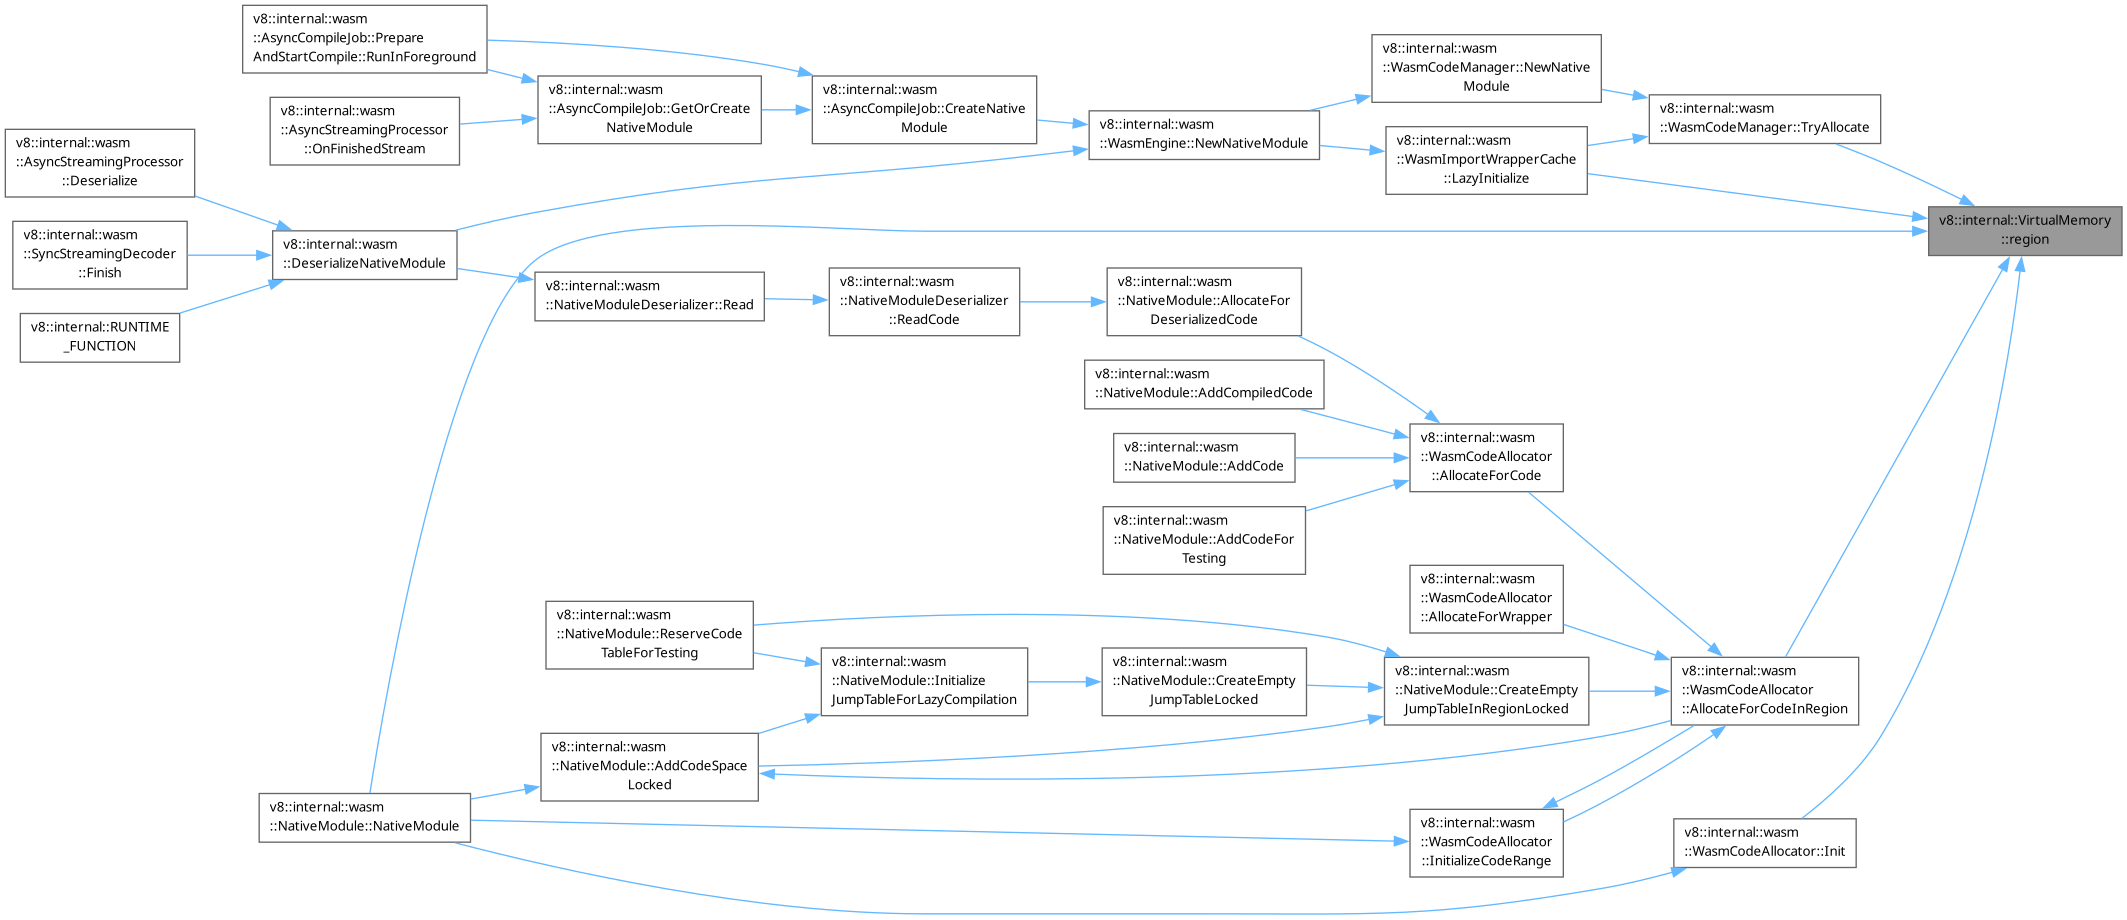 v8::internal::wasm
::AsyncCompileJob::Prepare
AndStartCompile::RunInForeground
v8::internal::wasm
::AsyncStreamingProcessor
::OnFinishedStream
v8::internal::wasm
::AsyncStreamingProcessor
::Deserialize
v8::internal::wasm
::SyncStreamingDecoder
::Finish
v8::internal::RUNTIME
_FUNCTION
v8::internal::wasm
::DeserializeNativeModule
v8::internal::wasm
::AsyncCompileJob::GetOrCreate
NativeModule
v8::internal::wasm
::AsyncCompileJob::CreateNative
Module
v8::internal::wasm
::WasmEngine::NewNativeModule
v8::internal::wasm
::WasmCodeManager::NewNative
Module
v8::internal::wasm
::WasmImportWrapperCache
::LazyInitialize
v8::internal::wasm
::WasmCodeManager::TryAllocate
v8::internal::VirtualMemory
::region
v8::internal::wasm
::NativeModuleDeserializer::Read
v8::internal::wasm
::NativeModuleDeserializer
::ReadCode
v8::internal::wasm
::NativeModule::AllocateFor
DeserializedCode
v8::internal::wasm
::NativeModule::AddCompiledCode
v8::internal::wasm
::NativeModule::AddCode
v8::internal::wasm
::NativeModule::AddCodeFor
Testing
v8::internal::wasm
::WasmCodeAllocator
::AllocateForCode
v8::internal::wasm
::WasmCodeAllocator
::AllocateForWrapper
v8::internal::wasm
::NativeModule::ReserveCode
TableForTesting
v8::internal::wasm
::NativeModule::Initialize
JumpTableForLazyCompilation
v8::internal::wasm
::NativeModule::CreateEmpty
JumpTableLocked
v8::internal::wasm
::NativeModule::CreateEmpty
JumpTableInRegionLocked
v8::internal::wasm
::WasmCodeAllocator
::AllocateForCodeInRegion
v8::internal::wasm
::NativeModule::AddCodeSpace
Locked
v8::internal::wasm
::NativeModule::NativeModule
v8::internal::wasm
::WasmCodeAllocator
::InitializeCodeRange
v8::internal::wasm
::WasmCodeAllocator::Init